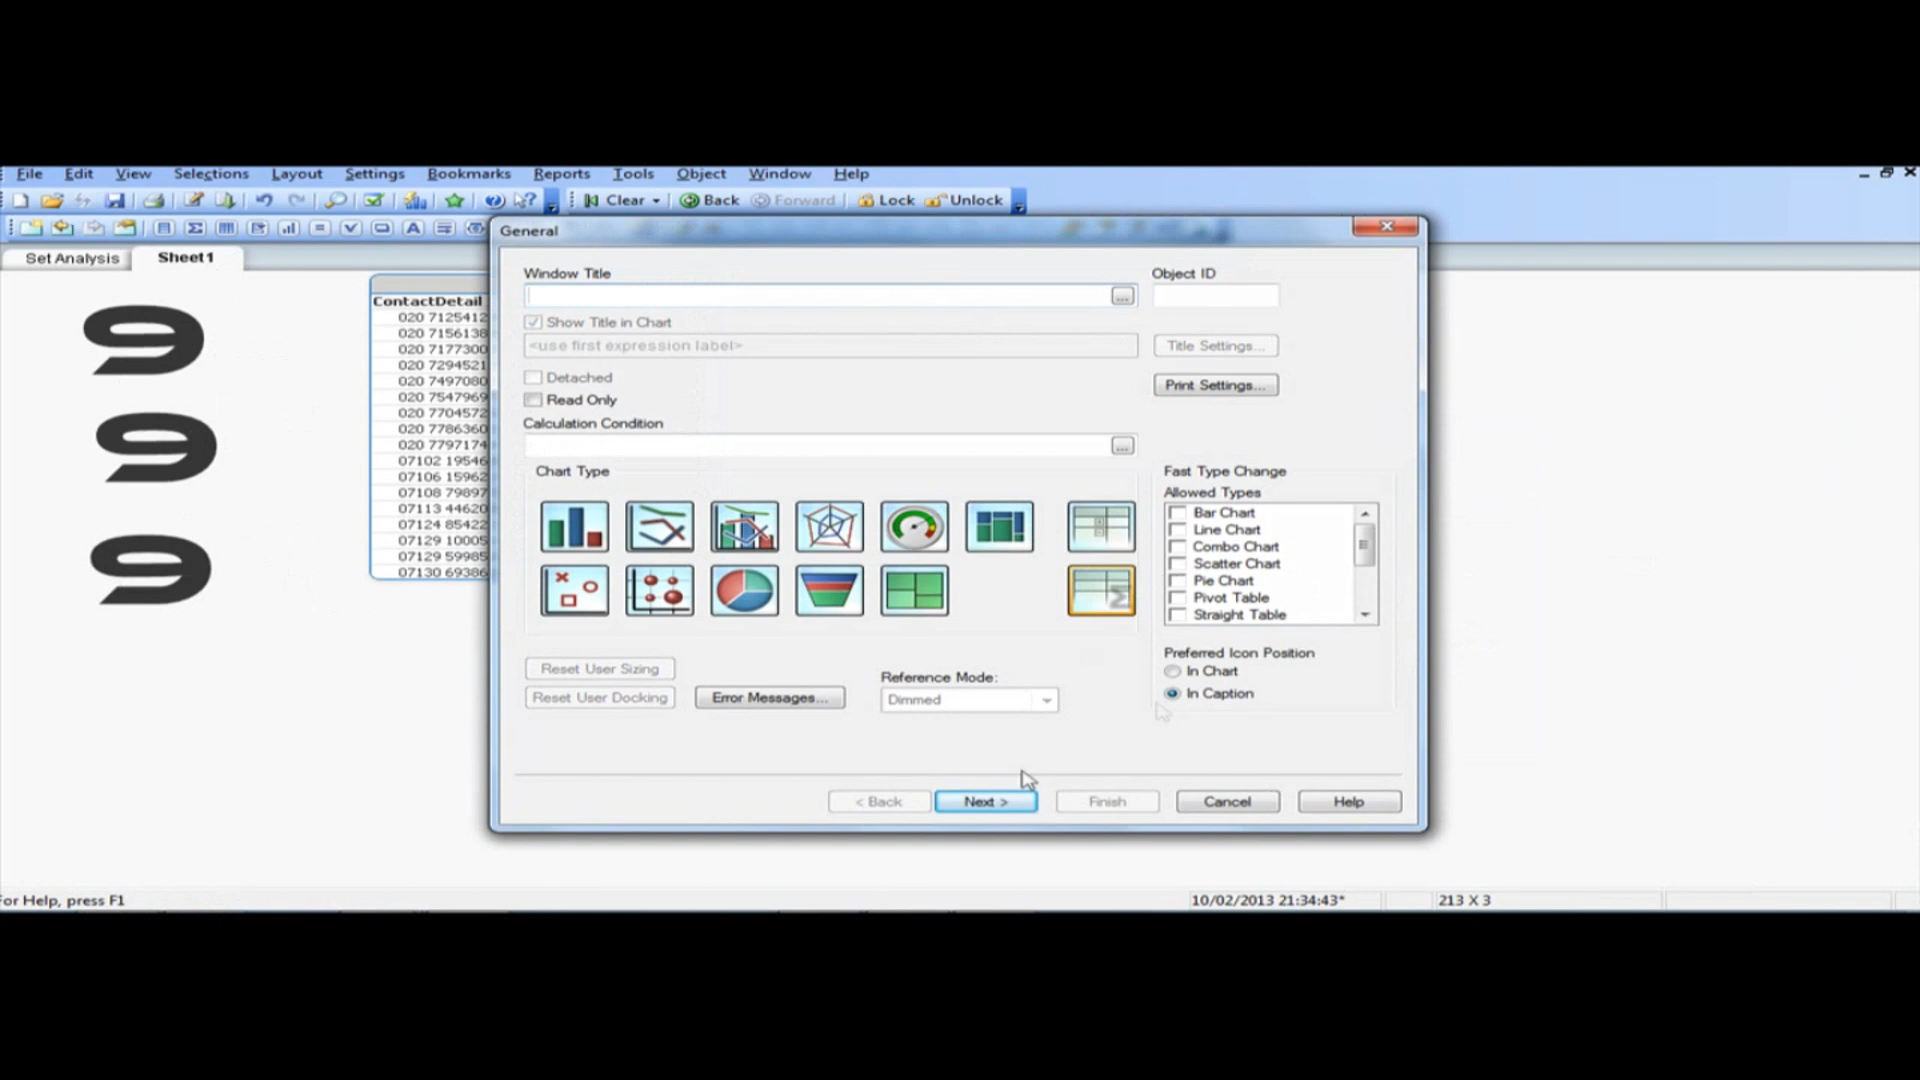 File Edit View Selections Layout Settings Bookmarks Reports Tools Object Window Help
Clear Back Forward Lock Unlock
Set Analysis Sheet1
9
9
9
ContactDetail
020 7125412
020 7156138
020 7177300
020 7294521
020 7497080
020 7547969
020 7704572
020 7786360
020 7797174
07102 19546
07106 15962
07108 79897
07113 44620
07124 85422
07129 10005
07129 59985
07130 69386
General
Window Title
Object ID
...
Show Title in Chart
<use first expression label>
Title Settings...
Detached
Read Only
Print Settings...
Calculation Condition
...
Chart Type
Fast Type Change
Allowed Types
Bar Chart
Line Chart
Combo Chart
Scatter Chart
Pie Chart
Pivot Table
Straight Table
Preferred Icon Position
In Chart
In Caption
Reset User Sizing
Reset User Docking
Error Messages...
Reference Mode:
Dimmed
< Back Next > Finish Cancel Help
or Help, press F1
10/02/2013 21:34:43*
213 X 3